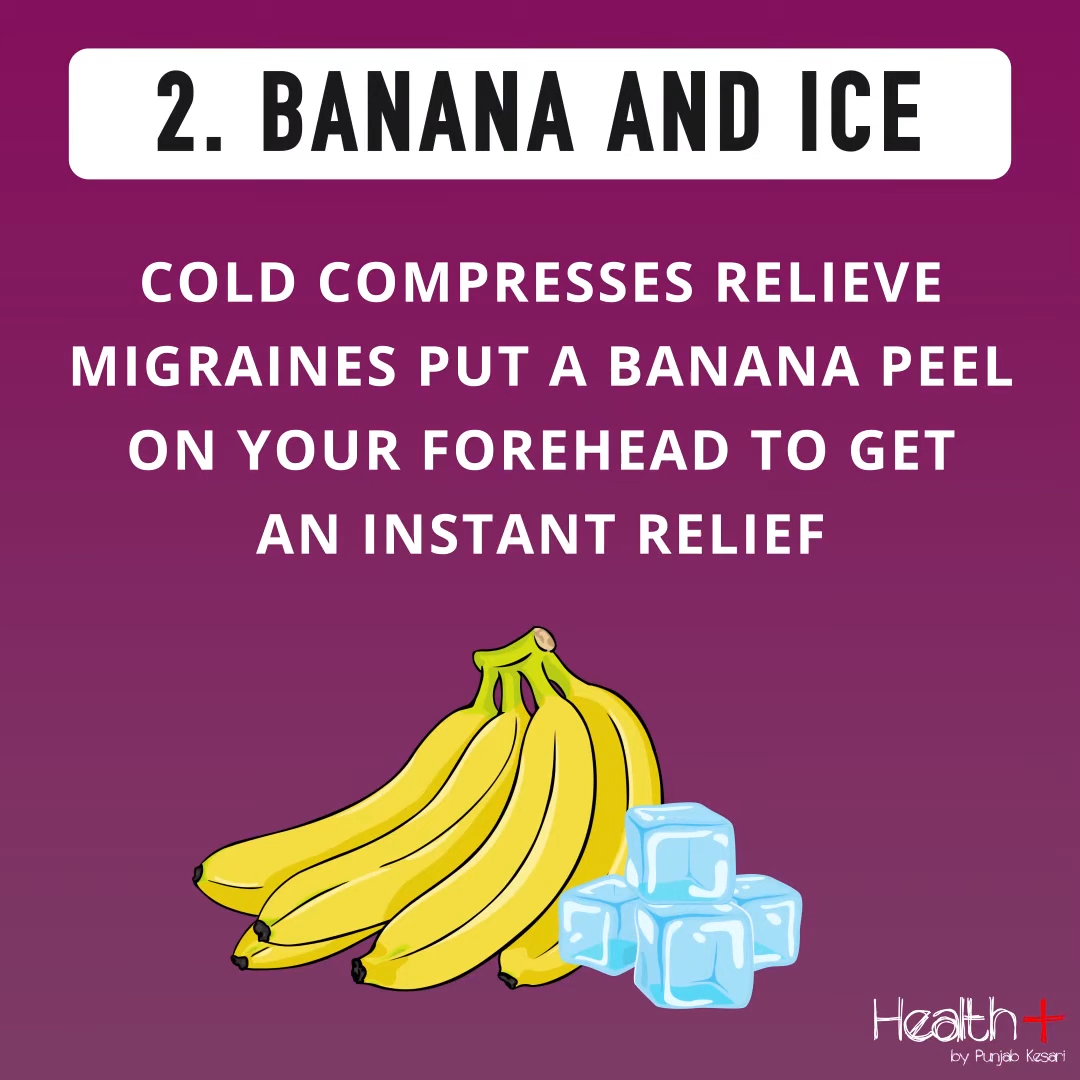 2. BANANA AND ICE
COLD COMPRESSES RELIEVE
MIGRAINES PUT A BANANA PEEL
ON YOUR FOREHEAD TO GET
AN INSTANT RELIEF
Health+
by Punjab Kesari